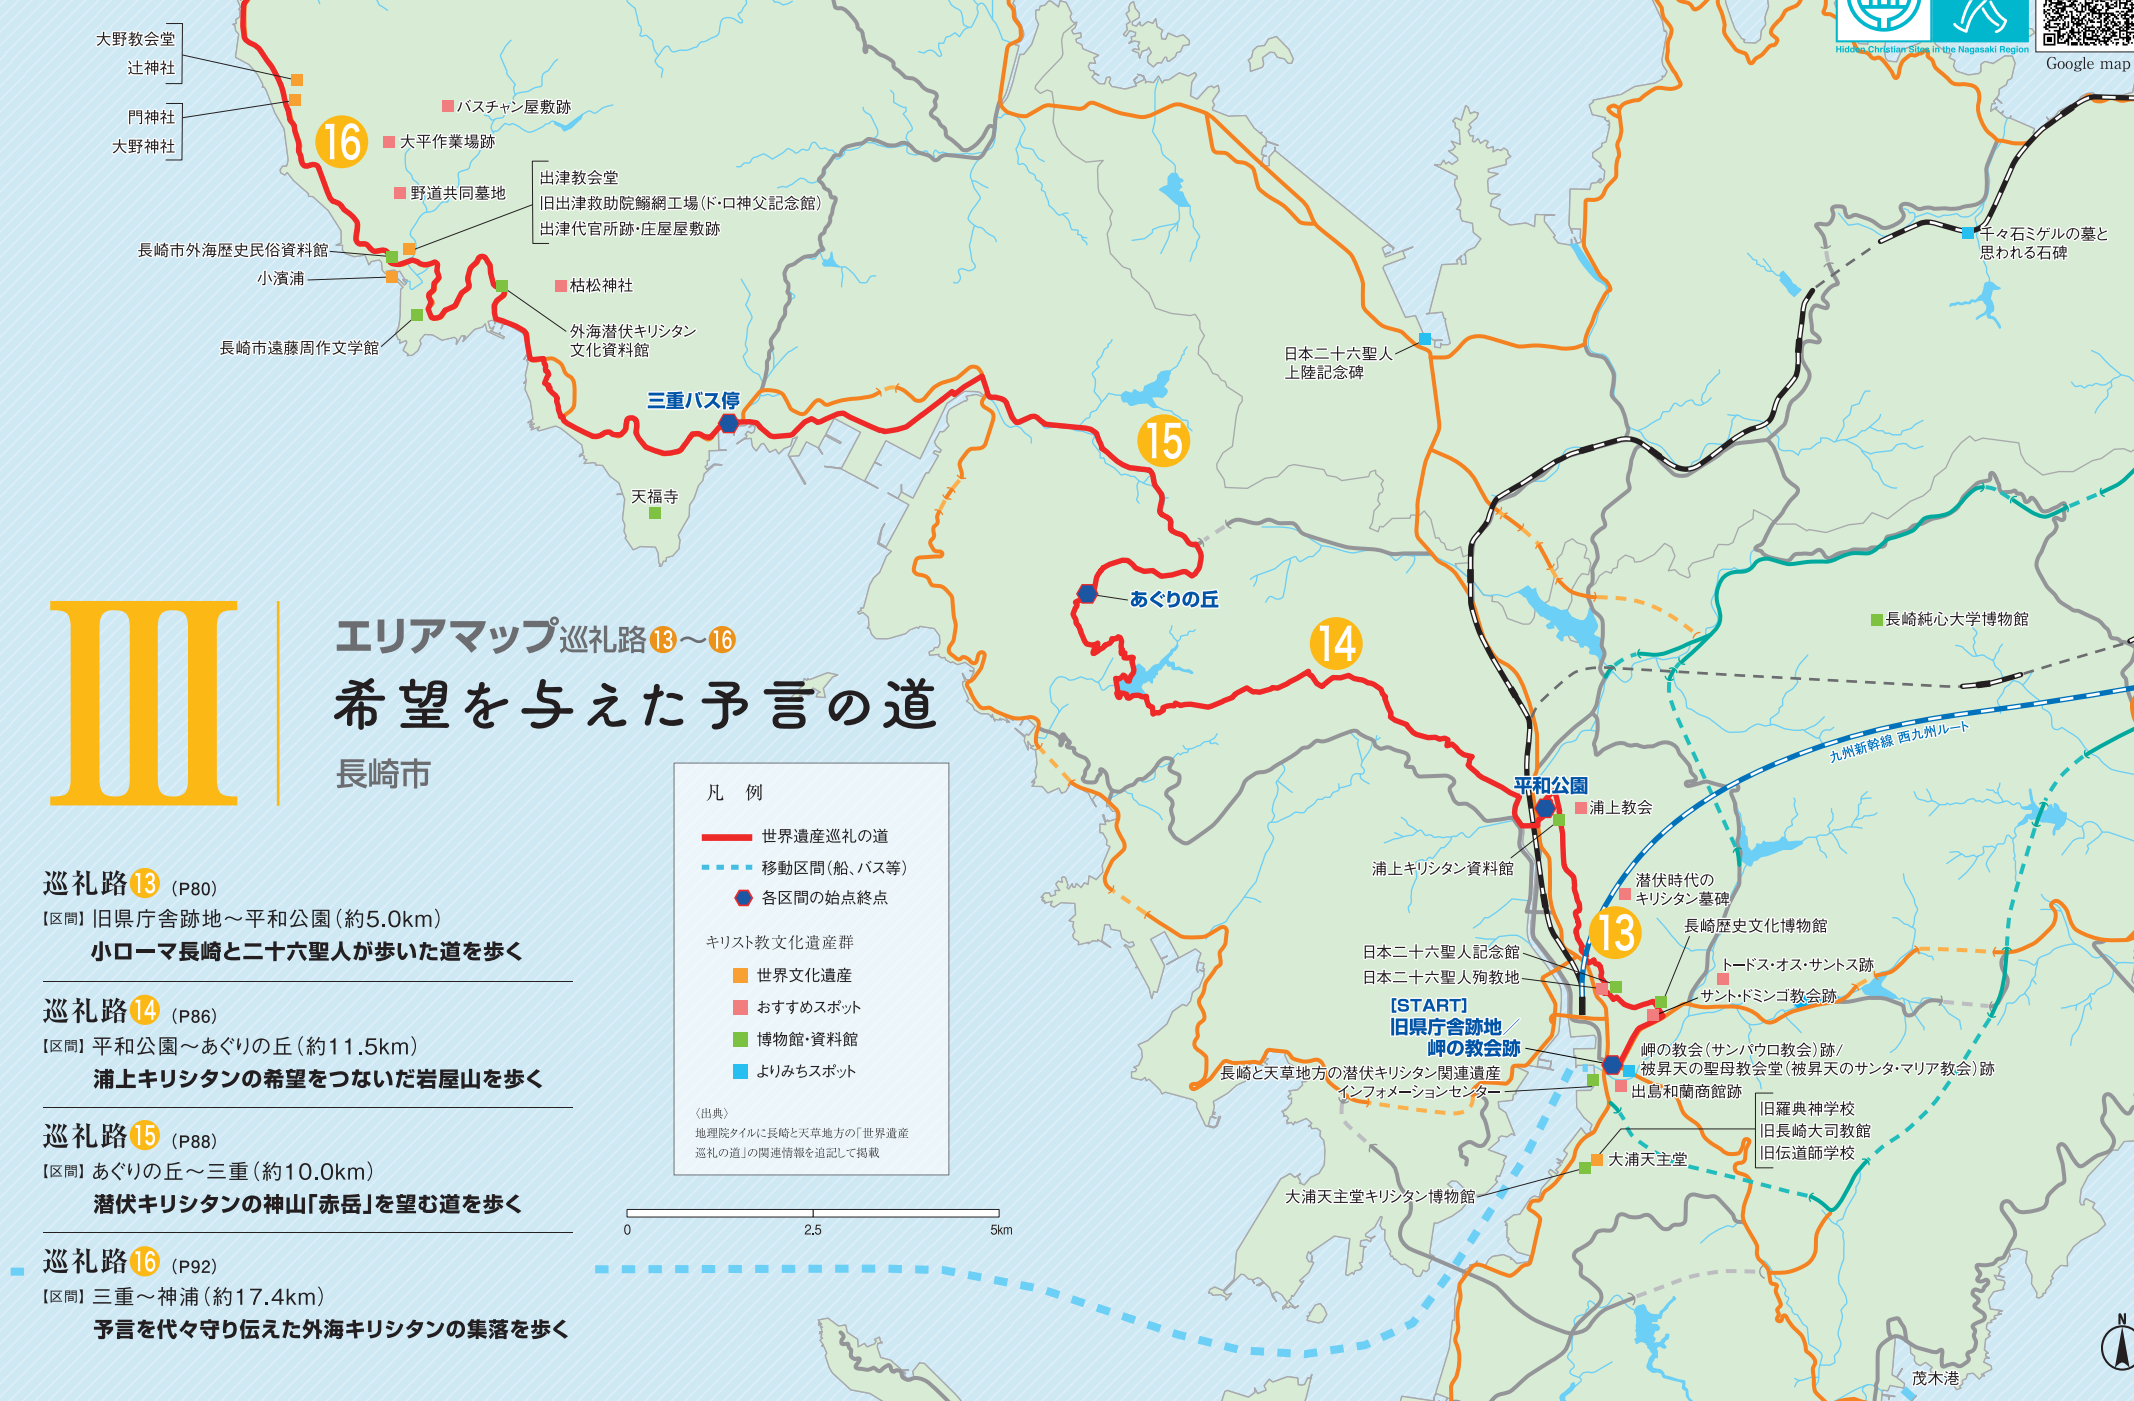 大野教会堂
辻神社
門神社
大野神社
16
バスチャン屋敷跡
大平作業場跡
野道共同墓地
出津教会堂
旧出津救助院鰯網工場（ド・ロ神父記念館）
出津代官所跡・庄屋屋敷跡
長崎市外海歴史民俗資料館
小濱浦
枯松神社
長崎市遠藤周作文学館
外海潜伏キリシタン
文化資料館
三重バス停
天福寺
15
あぐりの丘
14
日本二十六聖人
上陸記念碑
Hidden Christian Sites in the Nagasaki Region
Google map
千々石ミゲルの墓と
思われる石碑
長崎純心大学博物館
九州新幹線 西九州ルート
平和公園
浦上教会
浦上キリシタン資料館
潜伏時代の
キリシタン墓碑
13
長崎歴史文化博物館
日本二十六聖人記念館
日本二十六聖人殉教地
トードス・オス・サントス跡
サント・ドミンゴ教会跡
[START]
旧県庁舎跡地／
岬の教会跡
岬の教会（サンパウロ教会）跡/
被昇天の聖母教会堂（被昇天のサンタ・マリア教会）跡
長崎と天草地方の潜伏キリシタン関連遺産
インフォメーションセンター
出島和蘭商館跡
旧羅典神学校
旧長崎大司教館
旧伝道師学校
大浦天主堂
大浦天主堂キリシタン博物館
茂木港
N
III
エリアマップ巡礼路13～16
希望を与えた予言の道
長崎市
巡礼路13（P80）
【区間】旧県庁舎跡地～平和公園（約5.0km）
小ローマ長崎と二十六聖人が歩いた道を歩く
巡礼路14（P86）
【区間】平和公園～あぐりの丘（約11.5km）
浦上キリシタンの希望をつないだ岩屋山を歩く
巡礼路15（P88）
【区間】あぐりの丘～三重（約10.0km）
潜伏キリシタンの神山「赤岳」を望む道を歩く
巡礼路16（P92）
【区間】三重～神浦（約17.4km）
予言を代々守り伝えた外海キリシタンの集落を歩く
凡 例
世界遺産巡礼の道
移動区間（船、バス等）
各区間の始点終点
キリスト教文化遺産群
世界文化遺産
おすすめスポット
博物館・資料館
よりみちスポット
〈出典〉
地理院タイルに長崎と天草地方の「世界遺産
巡礼の道」の関連情報を追記して掲載
0 2.5 5km